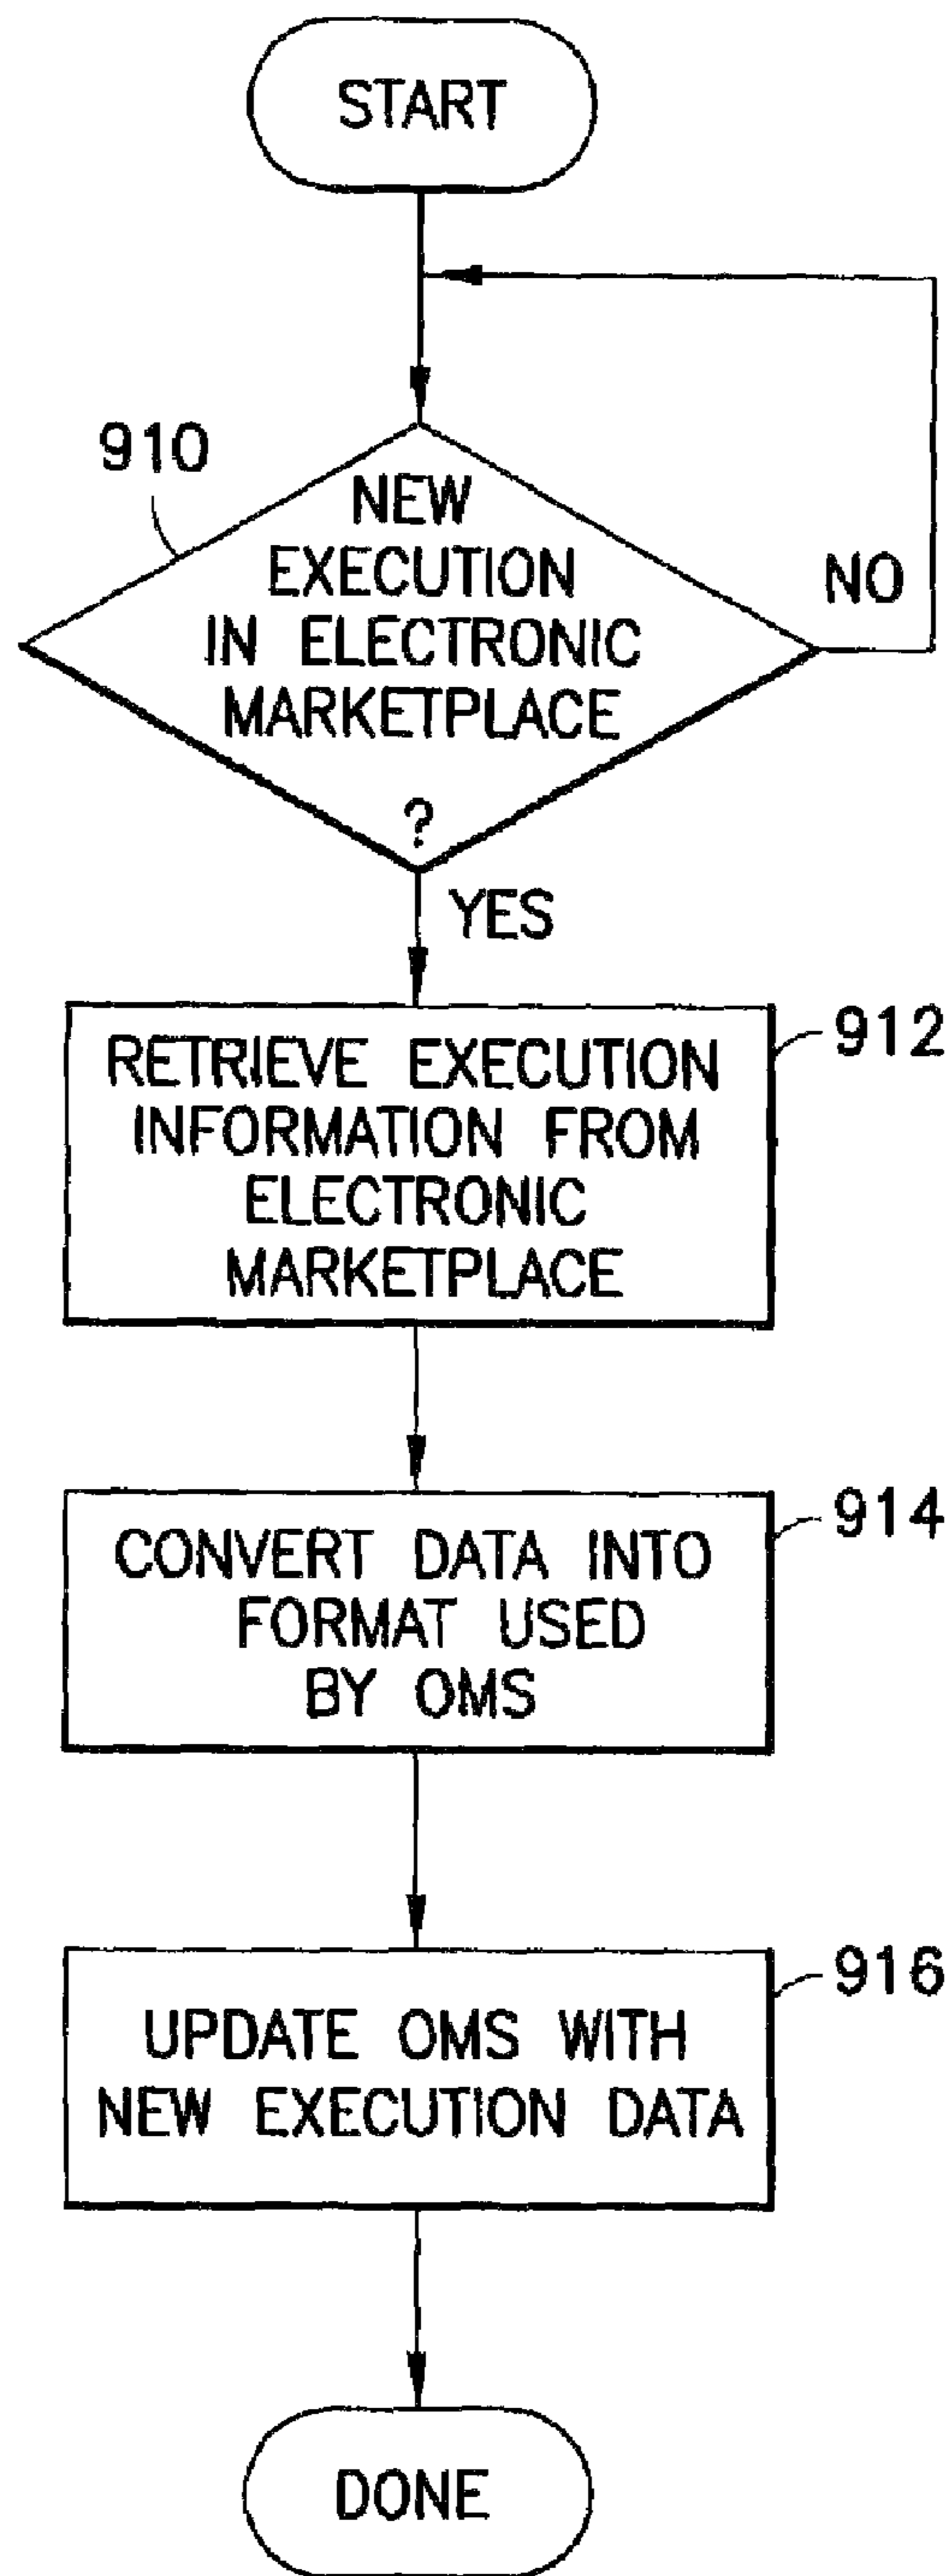 START
910
NEW
EXECUTION
IN ELECTRONIC
MARKETPLACE
?
NO
YES
912
RETRIEVE EXECUTION
INFORMATION FROM
ELECTRONIC
MARKETPLACE
914
CONVERT DATA INTO
FORMAT USED
BY OMS
916
UPDATE OMS WITH
NEW EXECUTION DATA
DONE